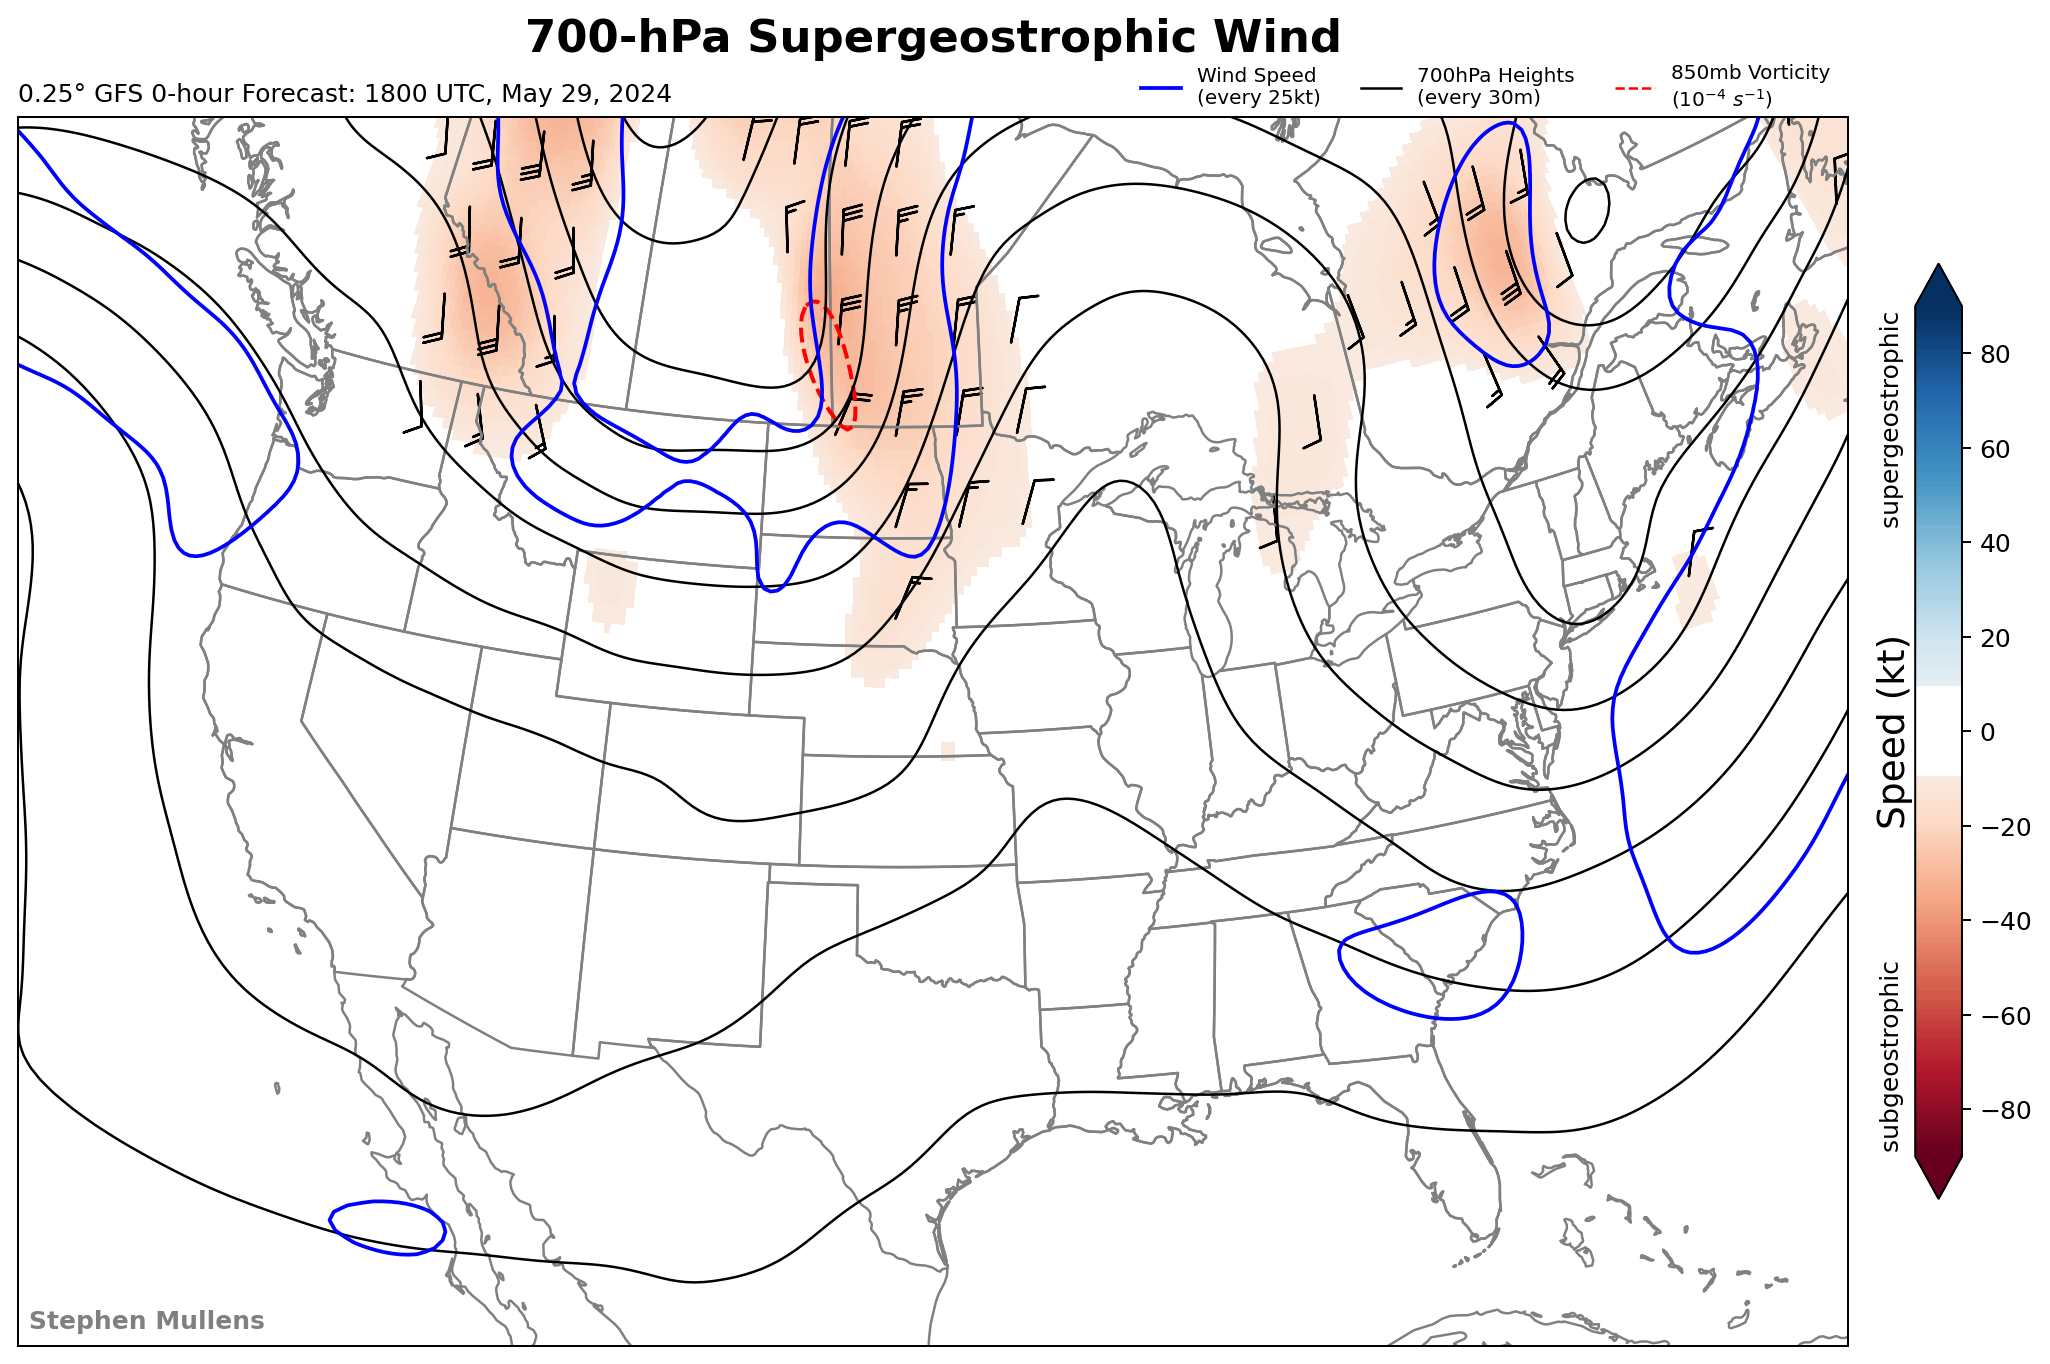 700-hPa Supergeostrophic Wind
0.25° GFS 0-hour Forecast: 1800 UTC, May 29, 2024
Wind Speed
(every 25kt)
700hPa Heights
(every 30m)
850mb Vorticity
(10⁻⁴ s⁻¹)
supergeostrophic
Speed (kt)
subgeostrophic
80
60
40
20
0
−20
−40
−60
−80
Stephen Mullens